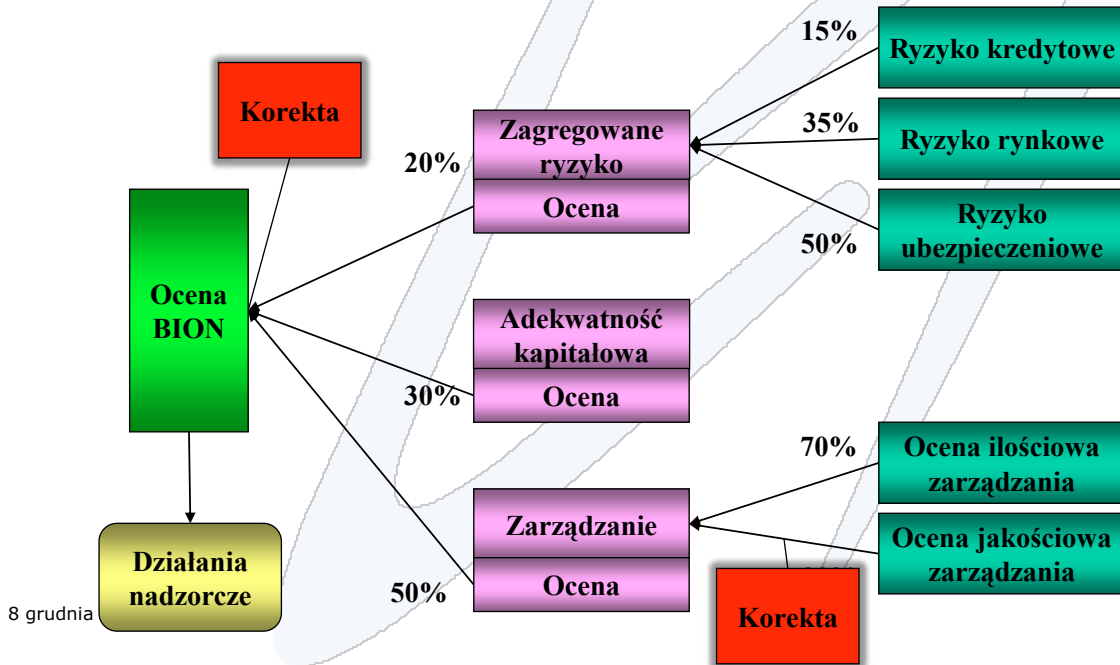 15%
Ryzyko kredytowe
Korekta
Zagregowane
ryzyko
Ocena
20%
35%
Ryzyko rynkowe
50%
Ryzyko
ubezpieczeniowe
Ocena
BION
Adekwatność
kapitałowa
Ocena
30%
70%
Ocena ilościowa
zarządzania
Zarządzanie
Ocena
50%
Ocena jakościowa
zarządzania
Korekta
Działania
nadzorcze
8 grudnia